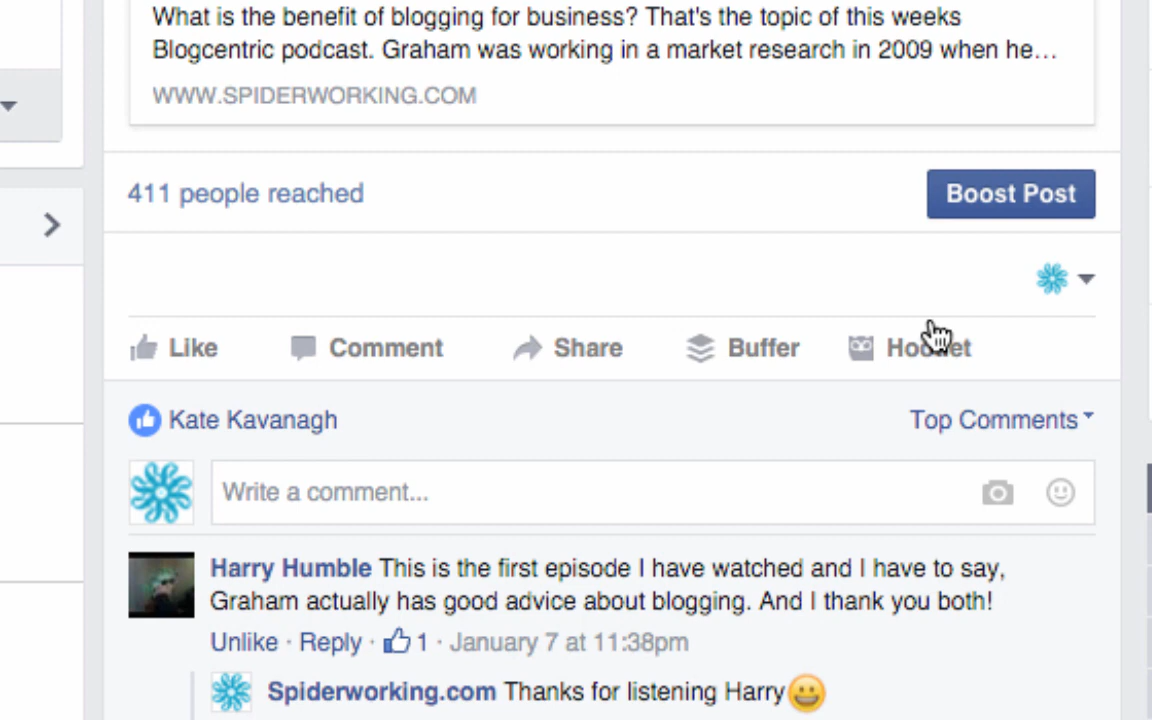 What is the benefit of blogging for business? That's the topic of this weeks
Blogcentric podcast. Graham was working in a market research in 2009 when he...
WWW.SPIDERWORKING.COM
411 people reached
Boost Post
Like Comment Share Buffer
Kate Kavanagh
Top Comments
Write a comment...
Harry Humble This is the first episode I have watched and I have to say,
Graham actually has good advice about blogging. And I thank you both!
Unlike · Reply · 1 · January 7 at 11:38pm
Spiderworking.com Thanks for listening Harry